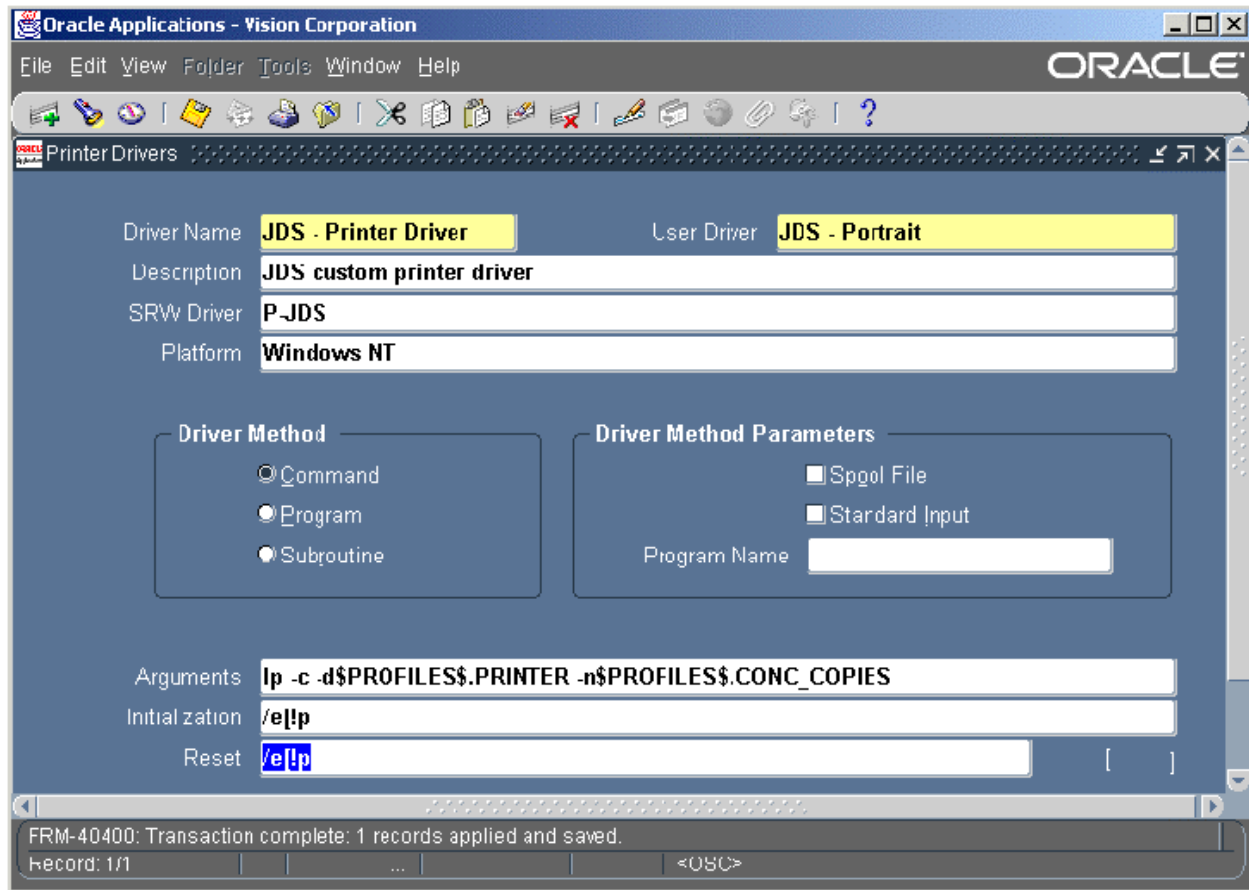 Oracle Applications - Vision Corporation
File Edit View Folder Tools Window Help
ORACLE
Printer Drivers
Driver Name JDS - Printer Driver User Driver JDS - Portrait
Description JDS custom printer driver
SRW Driver P-JDS
Platform Windows NT
Driver Method Driver Method Parameters
Command Spool File
Program Standard Input
Subroutine Program Name
Arguments lp -c -d$PROFILES$.PRINTER -n$PROFILES$.CONC_COPIES
Initialization /e[!p
Reset /e[!p [ ]
FRM-40400: Transaction complete: 1 records applied and saved.
Record: 1/1 ... <OSC>